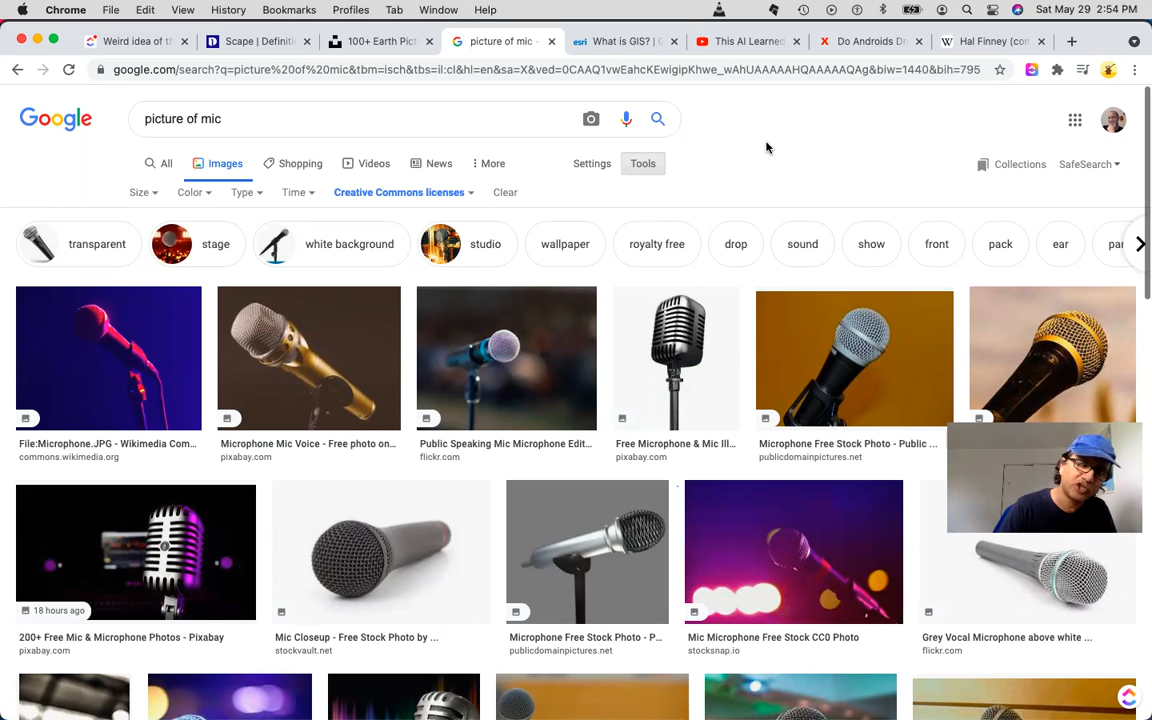 Chrome File Edit View History Bookmarks Profiles Tab Window Help Sat May 29 2:54 PM
Weird idea of the Scape | Definiti 100+ Earth Pict picture of mic - esri What is GIS? | G This AI Learned Do Androids Dr W Hal Finney (con
google.com/search?q=picture%20of%20mic&tbm=isch&tbs=il:cl&hl=en&sa=X&ved=0CAAQ1vwEahcKEwigipKhwe_wAhUAAAAAHQAAAAAQAg&biw=1440&bih=795
Google picture of mic
All Images Shopping Videos News More Settings Tools Collections SafeSearch
Size Color Type Time Creative Commons licenses Clear
transparent stage white background studio wallpaper royalty free drop sound show front pack ear
File:Microphone.JPG - Wikimedia Com... Microphone Mic Voice - Free photo on... Public Speaking Mic Microphone Edit... Free Microphone & Mic Ill... Microphone Free Stock Photo - Public ...
commons.wikimedia.org pixabay.com flickr.com pixabay.com publicdomainpictures.net
18 hours ago
200+ Free Mic & Microphone Photos - Pixabay Mic Closeup - Free Stock Photo by ... Microphone Free Stock Photo - P... Mic Microphone Free Stock CC0 Photo Grey Vocal Microphone above white ...
pixabay.com stockvault.net publicdomainpictures.net stocksnap.io flickr.com